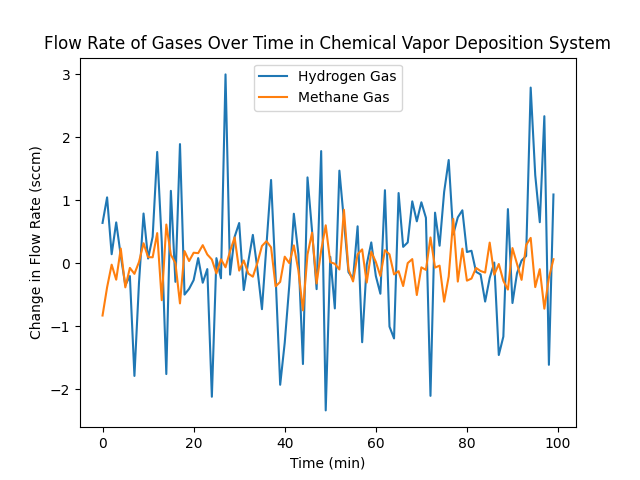 Flow Rate of Gases Over Time in Chemical Vapor Deposition System
Hydrogen Gas
Methane Gas
Change in Flow Rate (sccm)
3
2
1
0
−1
−2
0 20 40 60 80 100
Time (min)